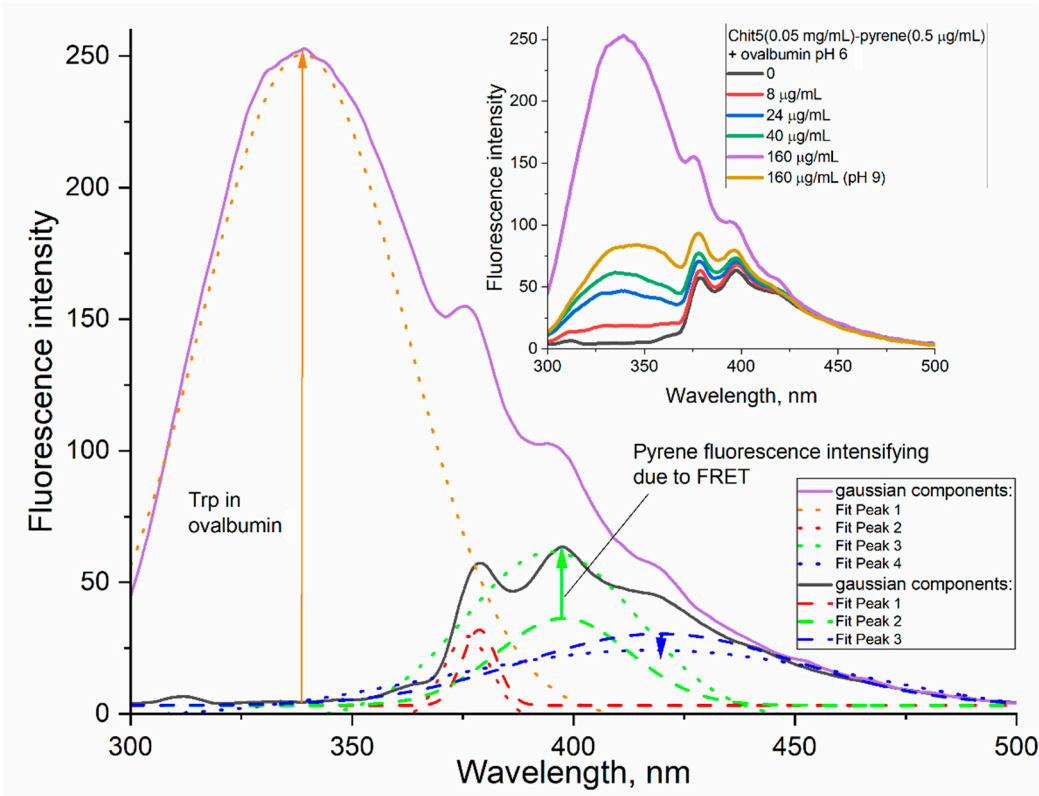 Fluorescence intensity
250
200
150
100
50
0
300
350
400
450
500
Wavelength, nm
Trp in
ovalbumin
Pyrene fluorescence intensifying
due to FRET
gaussian components:
Fit Peak 1
Fit Peak 2
Fit Peak 3
Fit Peak 4
gaussian components:
Fit Peak 1
Fit Peak 2
Fit Peak 3
Fluorescence intensity
250
200
150
100
50
0
300
350
400
450
500
Wavelength, nm
Chit5(0.05 mg/mL)-pyrene(0.5 μg/mL)
+ ovalbumin pH 6
0
8 μg/mL
24 μg/mL
40 μg/mL
160 μg/mL
160 μg/mL (pH 9)